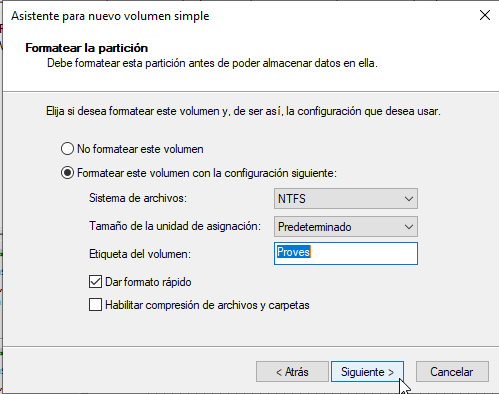 Asistente para nuevo volumen simple
Formatear la partición
Debe formatear esta partición antes de poder almacenar datos en ella.
Elija si desea formatear este volumen y, de ser así, la configuración que desea usar.
No formatear este volumen
Formatear este volumen con la configuración siguiente:
Sistema de archivos: NTFS
Tamaño de la unidad de asignación: Predeterminado
Etiqueta del volumen: Proves
Dar formato rápido
Habilitar compresión de archivos y carpetas
< Atrás Siguiente > Cancelar